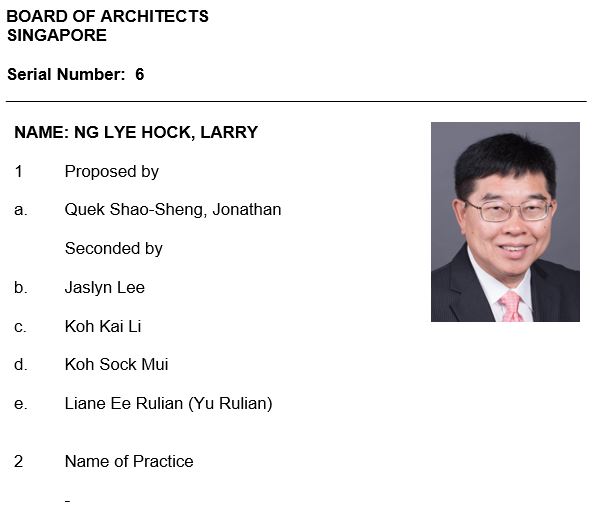 BOARD OF ARCHITECTS
SINGAPORE
Serial Number: 6
NAME: NG LYE HOCK, LARRY
1 Proposed by
a. Quek Shao-Sheng, Jonathan
Seconded by
b. Jaslyn Lee
c. Koh Kai Li
d. Koh Sock Mui
e. Liane Ee Rulian (Yu Rulian)
2 Name of Practice
-